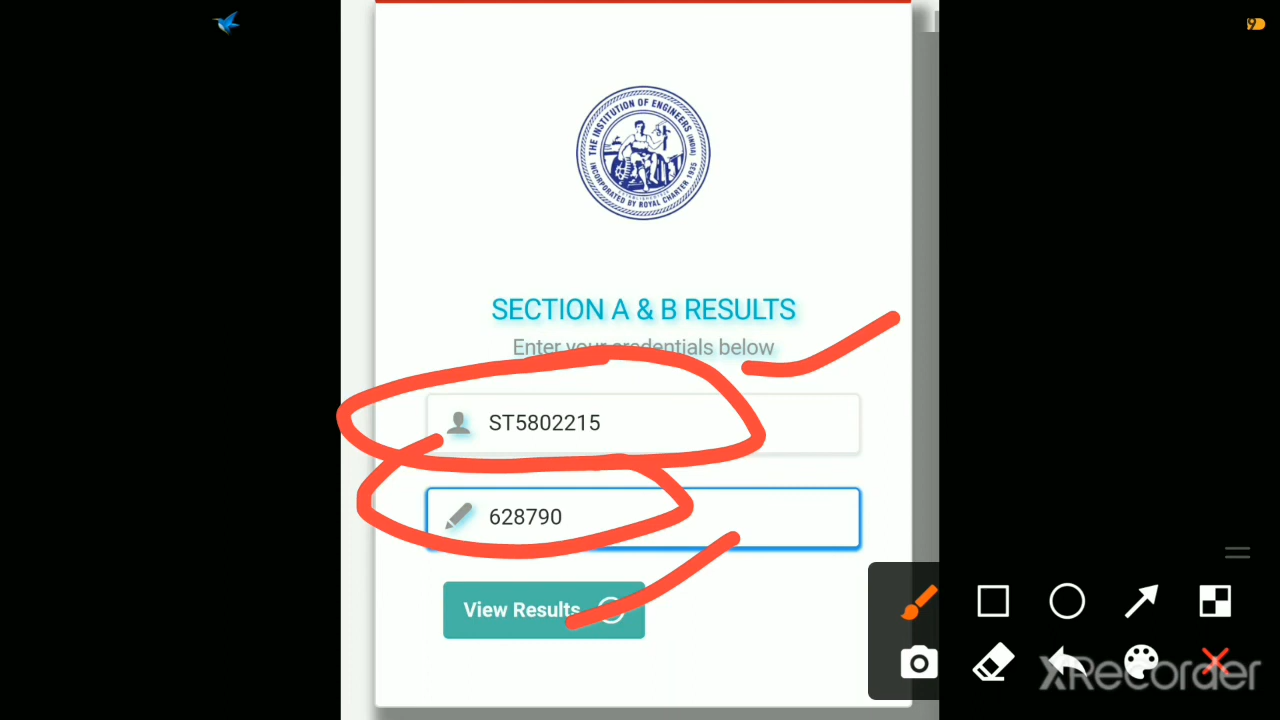 THE INSTITUTION OF ENGINEERS (INDIA)
INCORPORATED BY ROYAL CHARTER 1935
SECTION A & B RESULTS
Enter your credentials below
ST5802215
628790
View Results
XRecorder